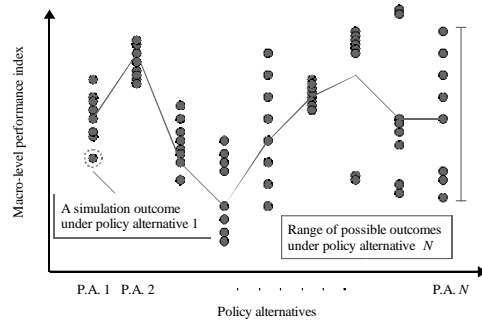 Macro-level performance index
A simulation outcome
under policy alternative 1
Range of possible outcomes
under policy alternative N
P.A. 1 P.A. 2 . . . . . . P.A. N
Policy alternatives